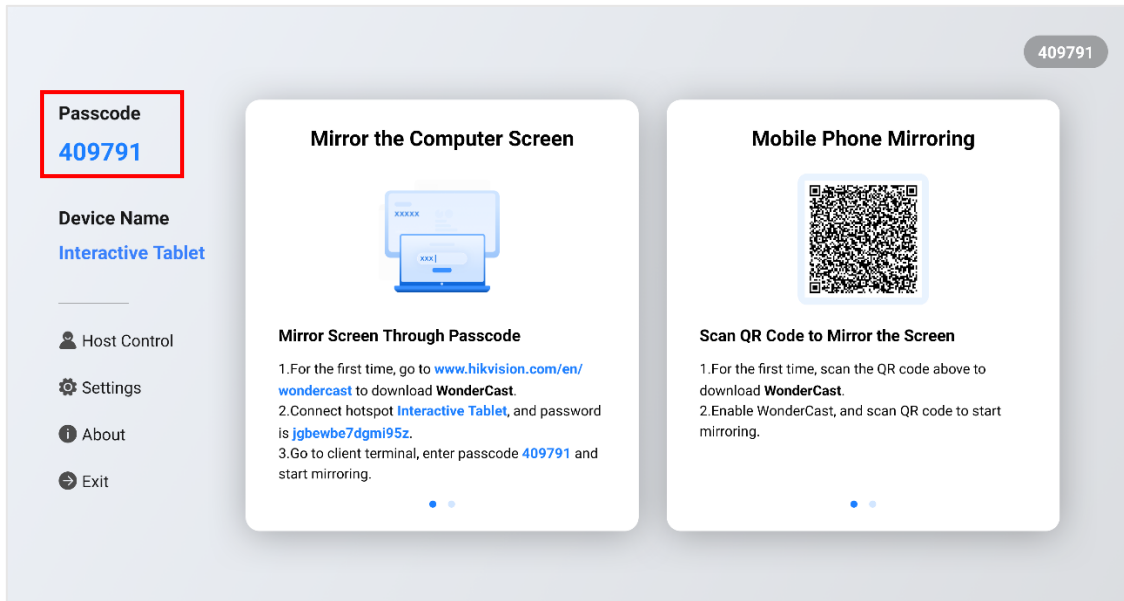 409791
Passcode
409791
Device Name
Interactive Tablet
Host Control
Settings
About
Exit
Mirror the Computer Screen
xxxxx
xxx
Mirror Screen Through Passcode
1.For the first time, go to www.hikvision.com/en/
wondercast to download WonderCast.
2.Connect hotspot Interactive Tablet, and password
is jgbewbe7dgmi95z.
3.Go to client terminal, enter passcode 409791 and
start mirroring.
Mobile Phone Mirroring
Scan QR Code to Mirror the Screen
1.For the first time, scan the QR code above to
download WonderCast.
2.Enable WonderCast, and scan QR code to start
mirroring.